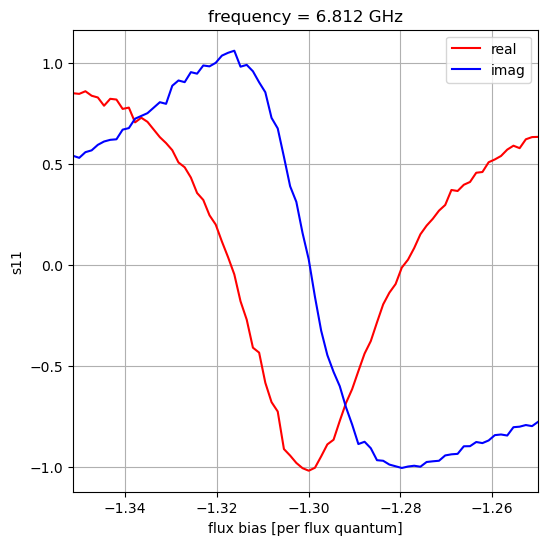 frequency = 6.812 GHz
real
imag
1.0
0.5
0.0
−0.5
−1.0
s11
−1.34
−1.32
−1.30
−1.28
−1.26
flux bias [per flux quantum]